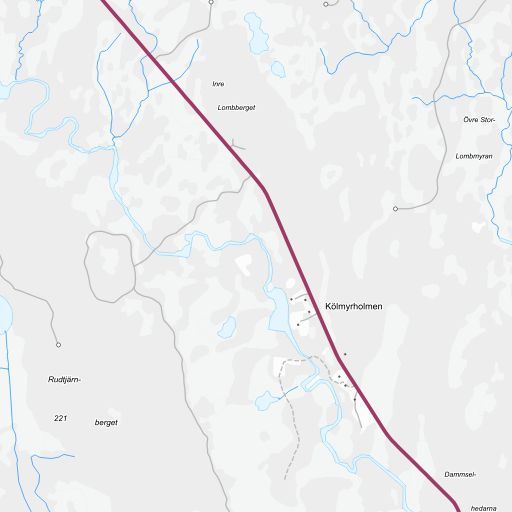 Inre
Lombberget
Övre Stor-
Lombmyran
Kölmyrholmen
Rudtjärn-
221
berget
Dammsel-
hedarna